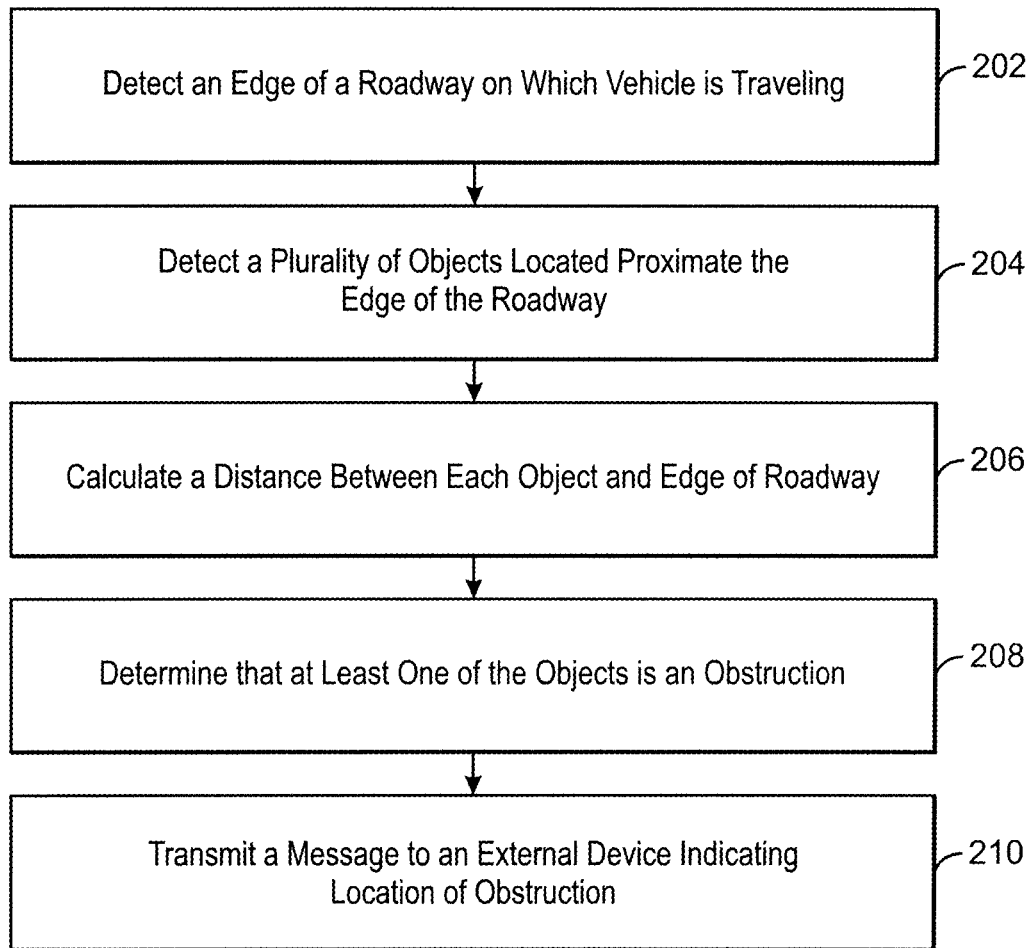 Detect an Edge of a Roadway on Which Vehicle is Traveling
202
Detect a Plurality of Objects Located Proximate the
Edge of the Roadway
204
Calculate a Distance Between Each Object and Edge of Roadway
206
Determine that at Least One of the Objects is an Obstruction
208
Transmit a Message to an External Device Indicating
Location of Obstruction
210